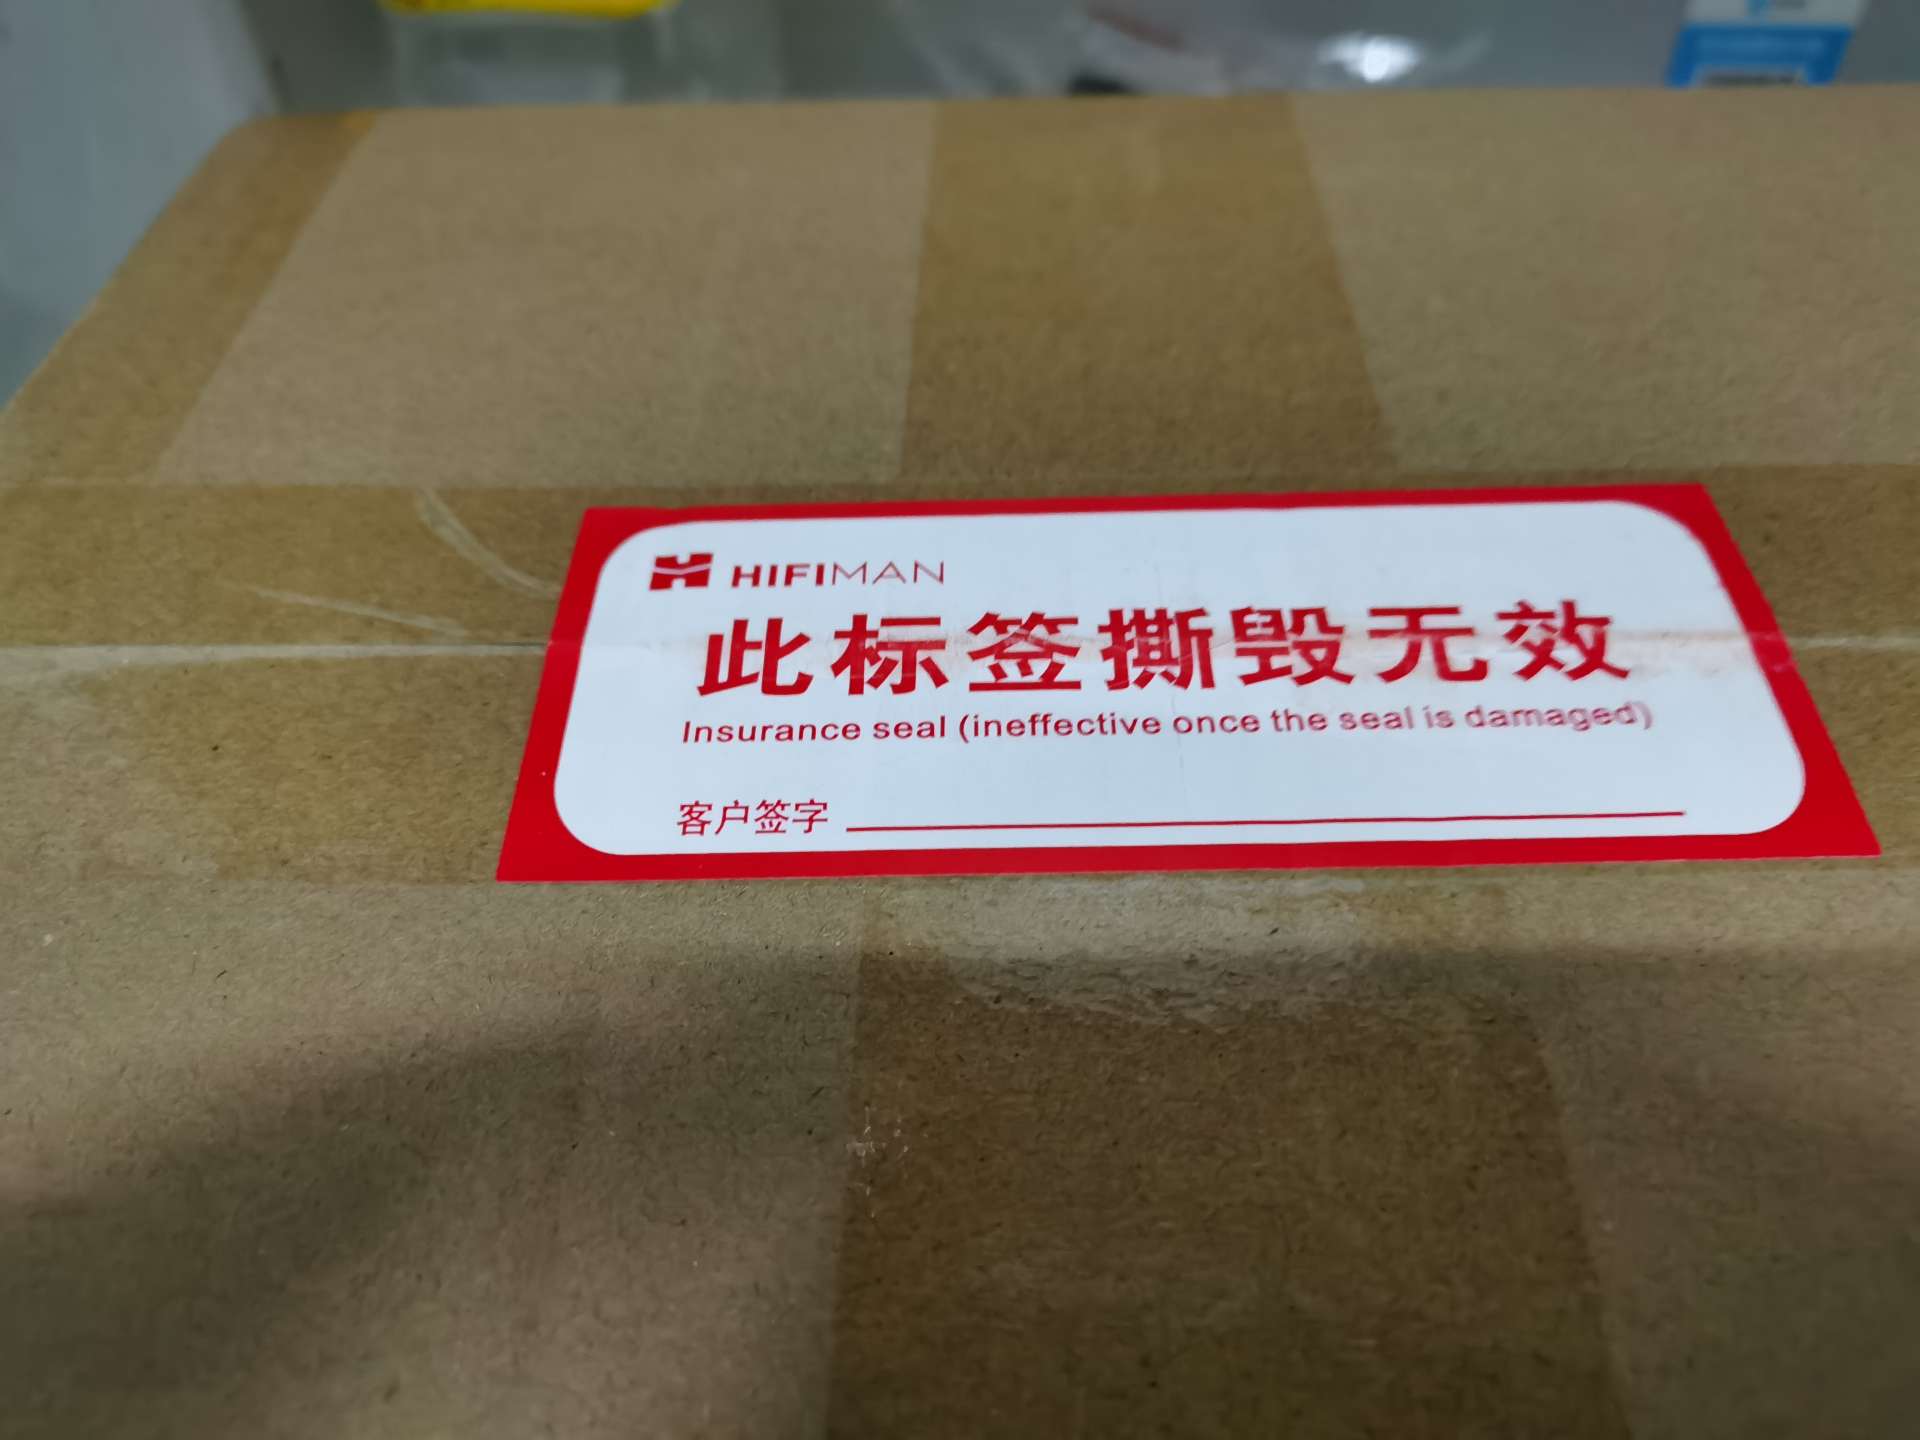 HIFIMAN
此标签撕毁无效
Insurance seal (ineffective once the seal is damaged)
客户签字